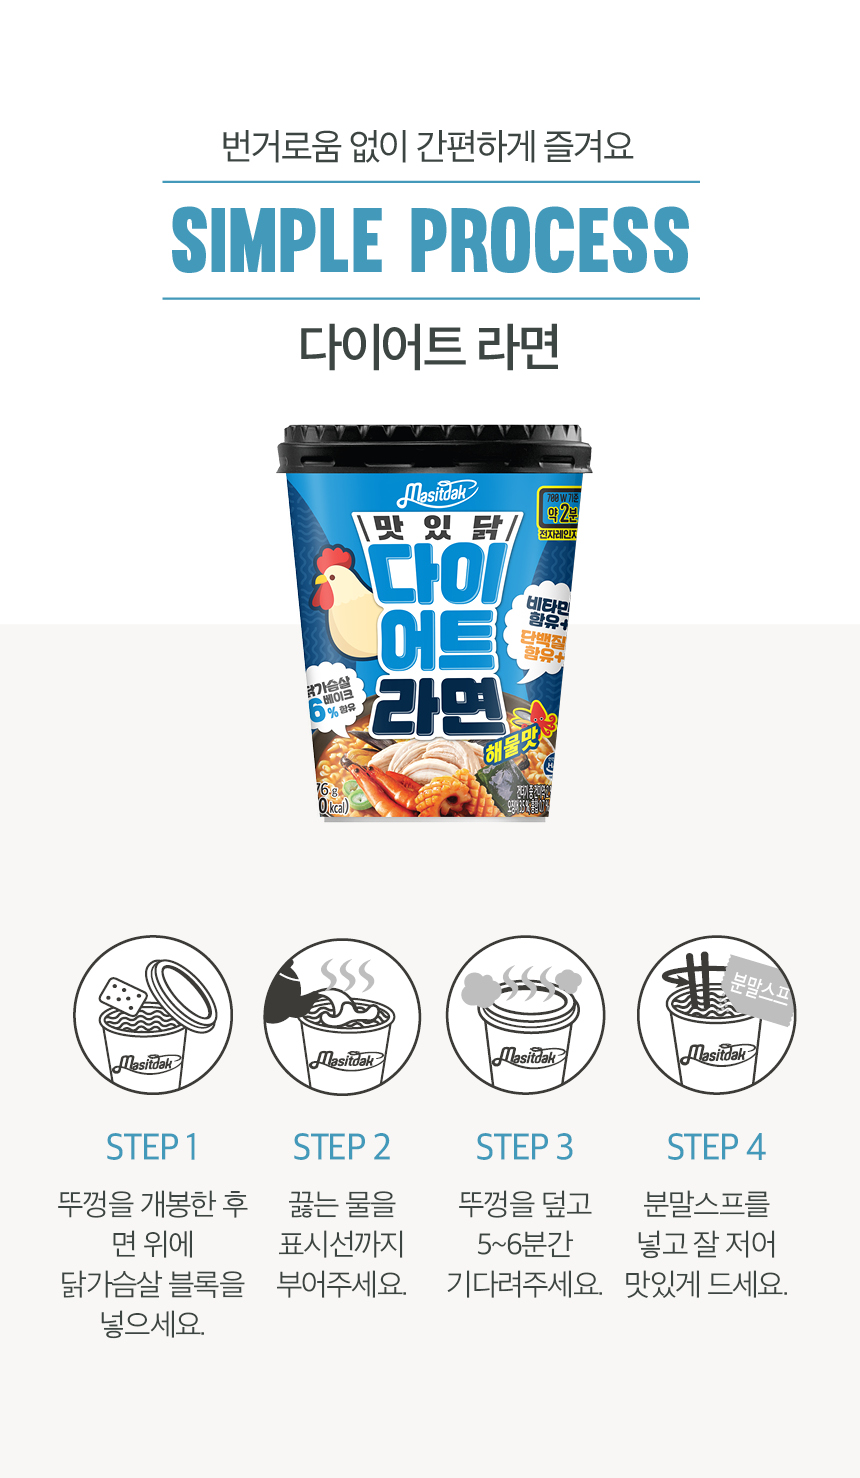 번거로움 없이 간편하게 즐겨요
SIMPLE PROCESS
다이어트 라면
Masitdak
700 W 기준
맛있닭
약 2분
전자레인지
다이
어트
라면
비타민
함유+
단백질
함유+
닭가슴살
베이크
6% 함유
해물맛
76 g
0 kcal)
Masitdak
Masitdak
Masitdak
Masitdak
분말스프
STEP 1
뚜껑을 개봉한 후
면 위에
닭가슴살 블록을
넣으세요.
STEP 2
끓는 물을
표시선까지
부어주세요.
STEP 3
뚜껑을 덮고
5~6분간
기다려주세요.
STEP 4
분말스프를
넣고 잘 저어
맛있게 드세요.